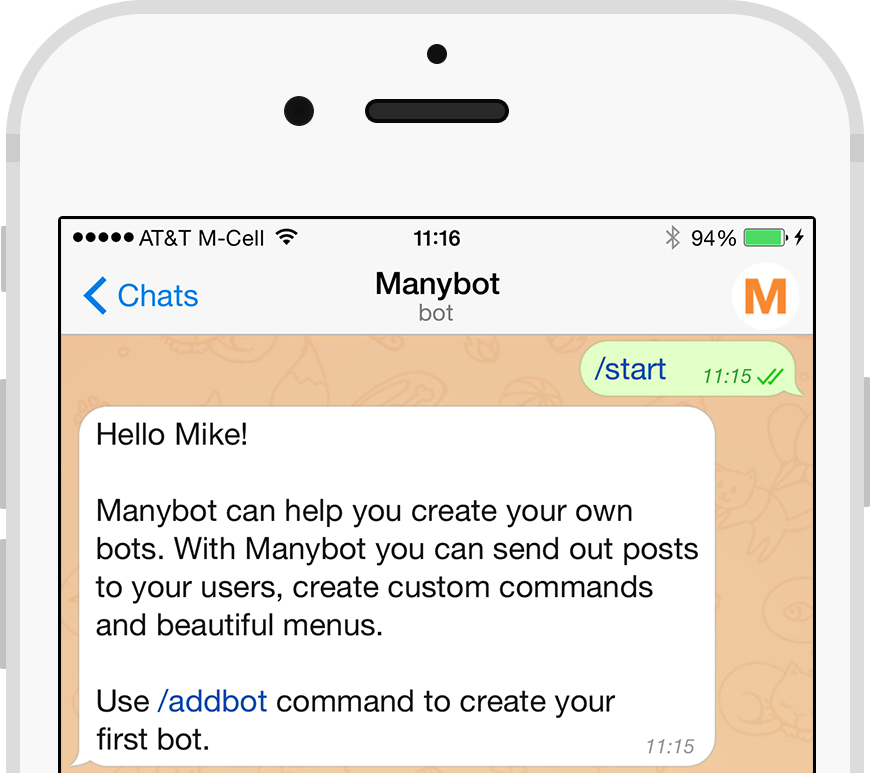 AT&T M-Cell 11:16 94%
Chats Manybot M
bot
/start 11:15
Hello Mike!
Manybot can help you create your own
bots. With Manybot you can send out posts
to your users, create custom commands
and beautiful menus.
Use /addbot command to create your
first bot. 11:15